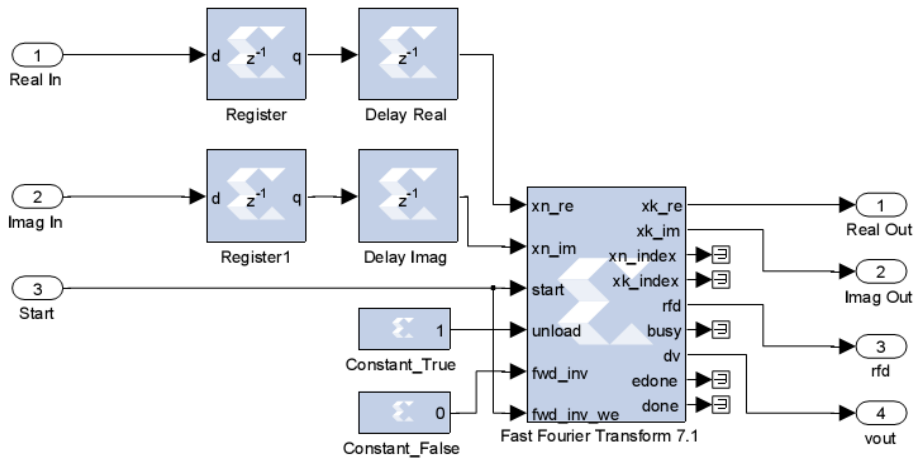 1
Real In
d
z-1
q
Register
z-1
Delay Real
2
Imag In
d
z-1
q
Register1
z-1
Delay Imag
3
Start
1
Constant_True
0
Constant_False
xn_re
xn_im
start
unload
fwd_inv
fwd_inv_we
xk_re
xk_im
xn_index
xk_index
rfd
busy
dv
edone
done
Fast Fourier Transform 7.1
1
Real Out
2
Imag Out
3
rfd
4
vout